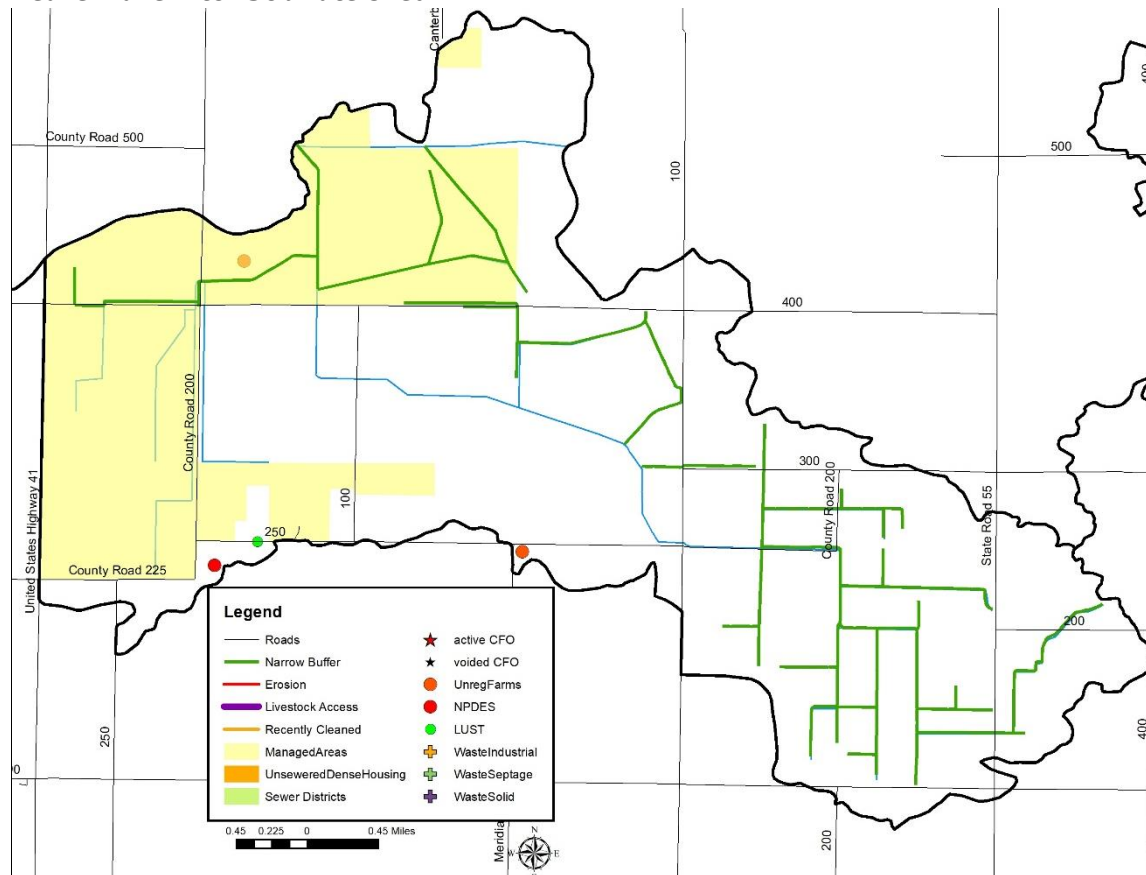 Canterb
County Road 500
500
400
100
400
County Road 200
300
County Road 200
State Road 55
United States Highway 41
100
250
County Road 225
200
250
400
200
Meridia
Legend
Roads
Narrow Buffer
Erosion
Livestock Access
Recently Cleaned
ManagedAreas
UnseweredDenseHousing
Sewer Districts
active CFO
voided CFO
UnregFarms
NPDES
LUST
WasteIndustrial
WasteSeptage
WasteSolid
0.45 0.225 0 0.45 Miles
N
W E
S